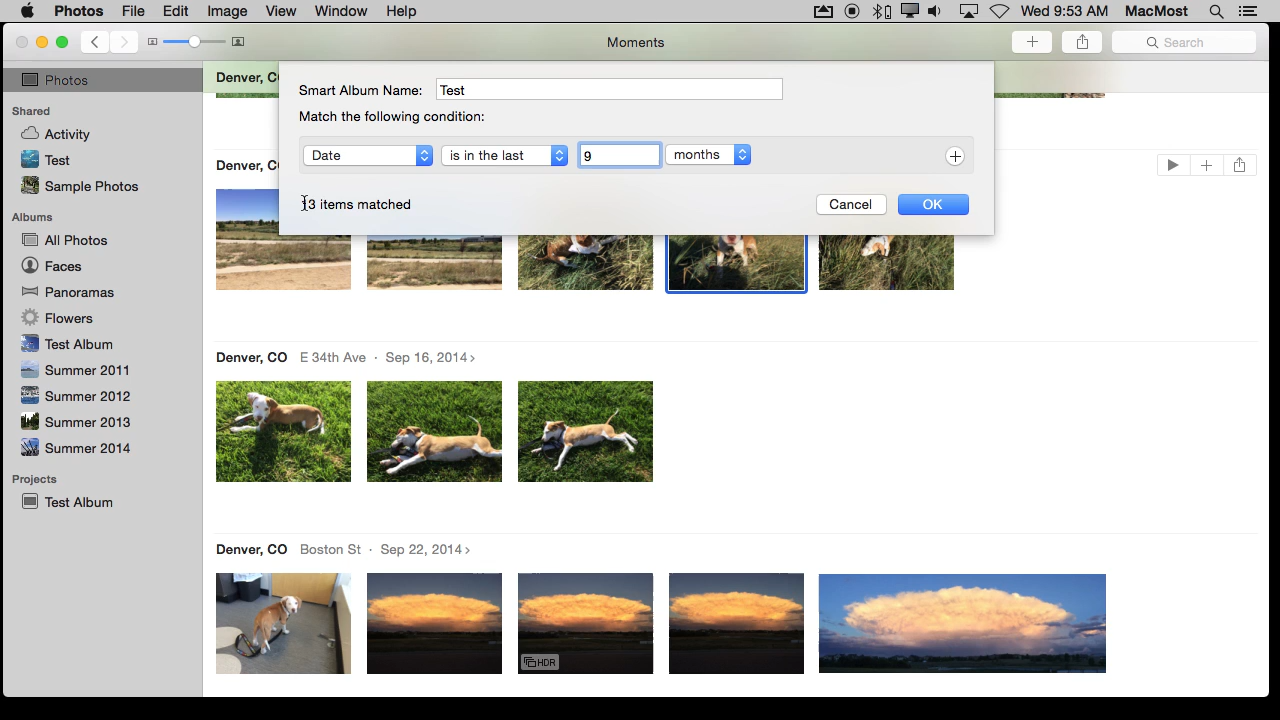 Photos File Edit Image View Window Help Wed 9:53 AM MacMost
Moments
Search
Photos
Shared
Activity
Test
Sample Photos
Albums
All Photos
Faces
Panoramas
Flowers
Test Album
Summer 2011
Summer 2012
Summer 2013
Summer 2014
Projects
Test Album
Denver,
Smart Album Name: Test
Match the following condition:
Date is in the last 9 months
13 items matched
Cancel OK
Denver,
Denver, CO E 34th Ave · Sep 16, 2014 >
Denver, CO Boston St · Sep 22, 2014 >
HDR